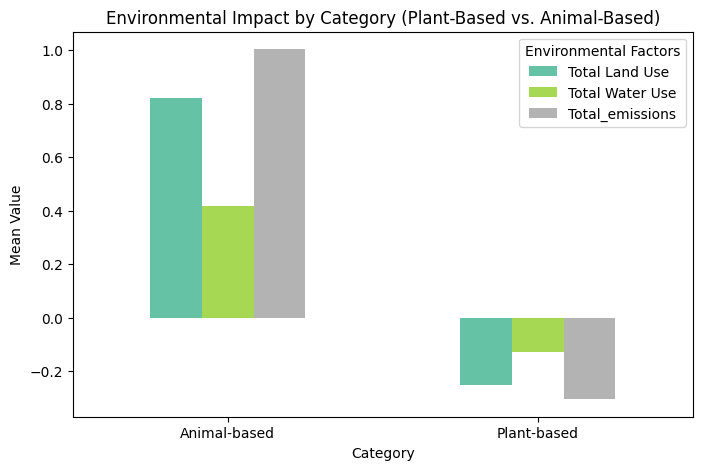 Environmental Impact by Category (Plant-Based vs. Animal-Based)
Environmental Factors
Total Land Use
Total Water Use
Total_emissions
Mean Value
1.0
0.8
0.6
0.4
0.2
0.0
−0.2
Animal-based
Plant-based
Category